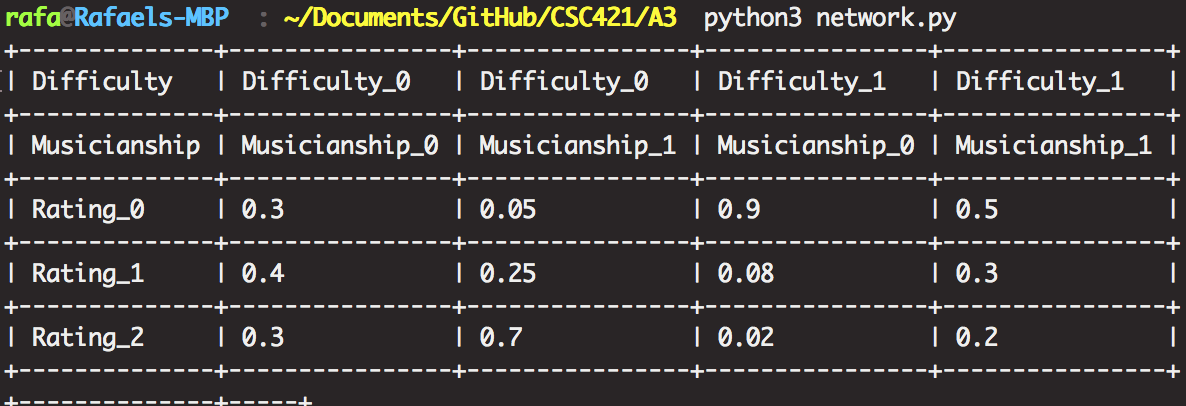 rafa@Rafaels-MBP : ~/Documents/GitHub/CSC421/A3 python3 network.py
+--------------+----------------+----------------+----------------+----------------+
| Difficulty | Difficulty_0 | Difficulty_0 | Difficulty_1 | Difficulty_1 |
+--------------+----------------+----------------+----------------+----------------+
| Musicianship | Musicianship_0 | Musicianship_1 | Musicianship_0 | Musicianship_1 |
+--------------+----------------+----------------+----------------+----------------+
| Rating_0 | 0.3 | 0.05 | 0.9 | 0.5 |
+--------------+----------------+----------------+----------------+----------------+
| Rating_1 | 0.4 | 0.25 | 0.08 | 0.3 |
+--------------+----------------+----------------+----------------+----------------+
| Rating_2 | 0.3 | 0.7 | 0.02 | 0.2 |
+--------------+----------------+----------------+----------------+----------------+
+--------------+-----+